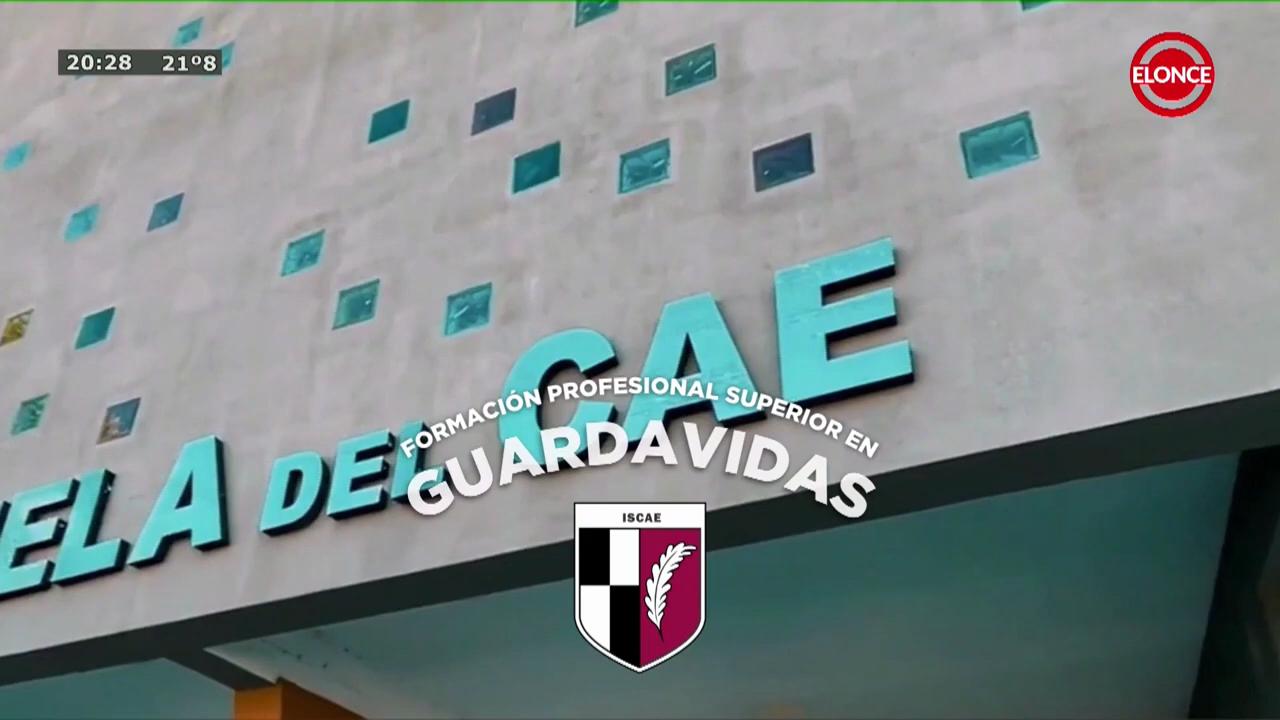 20:28 21º8
ELONCE
ELA DEL CAE
FORMACIÓN PROFESIONAL SUPERIOR EN
GUARDAVIDAS
ISCAE